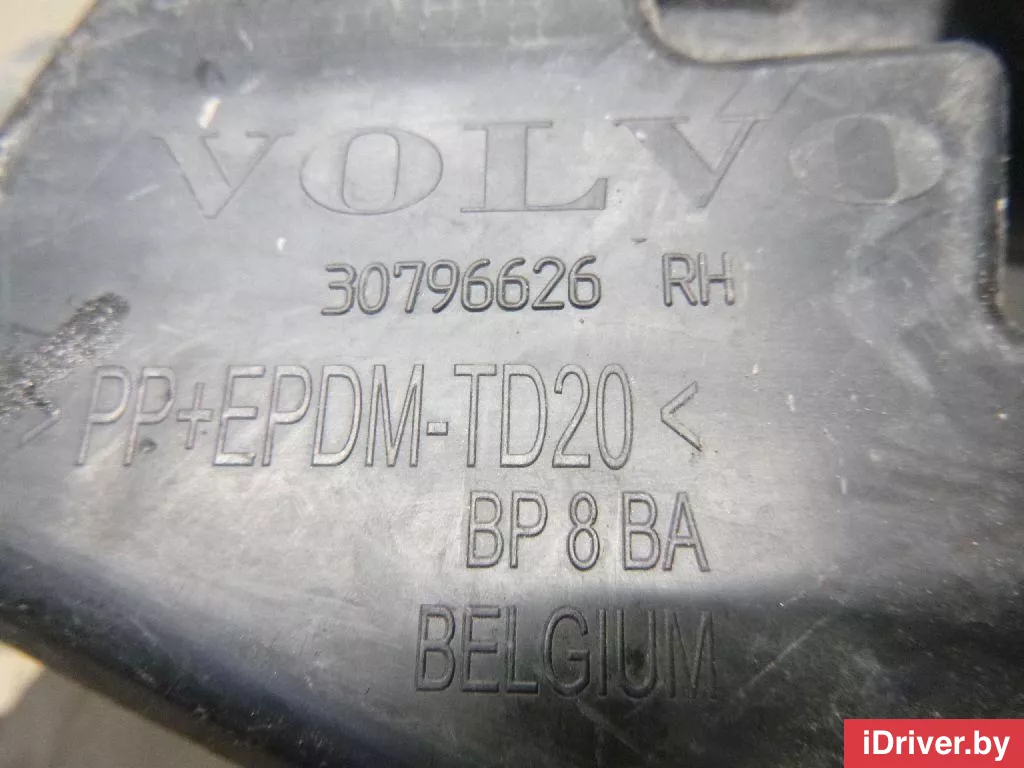 VOLVO
30796626 RH
>PP+EPDM-TD20<
BP 8 BA
BELGIUM
iDriver.by